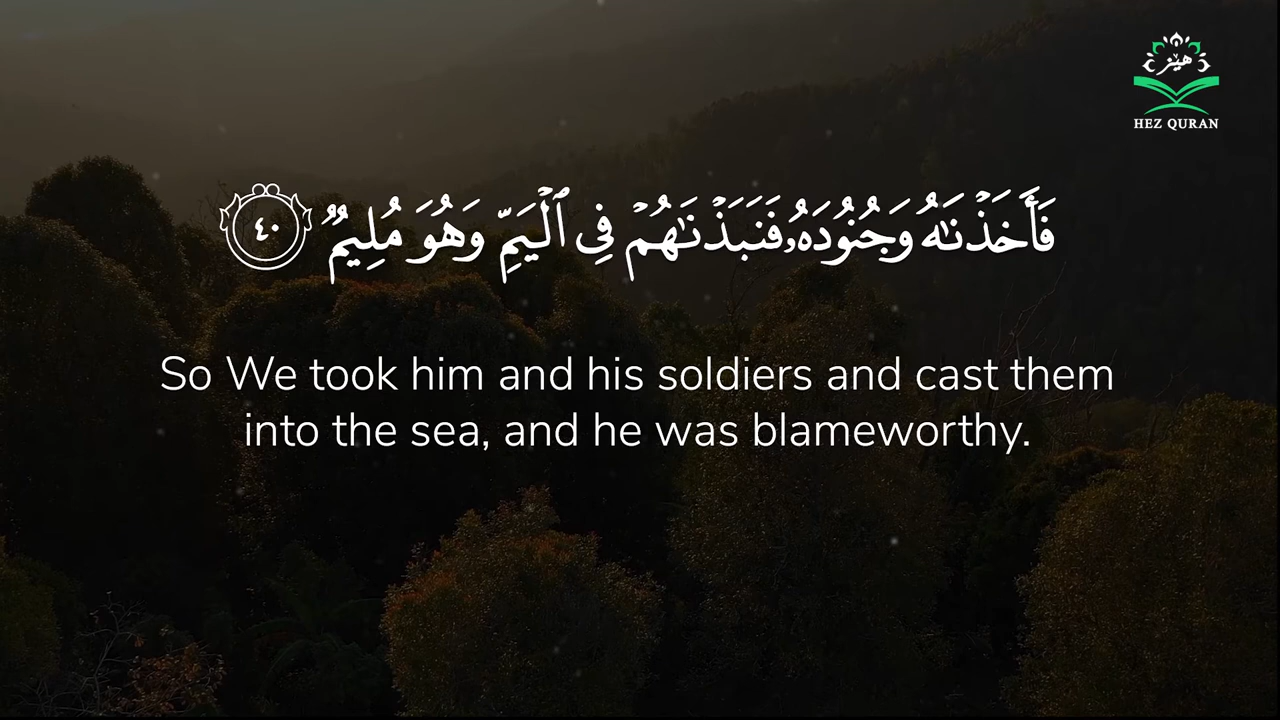 هێز
HEZ QURAN
فَأَخَذْنَٰهُ وَجُنُودَهُۥ فَنَبَذْنَٰهُمْ فِى ٱلْيَمِّ وَهُوَ مُلِيمٌۭ ٤٠
So We took him and his soldiers and cast them
into the sea, and he was blameworthy.